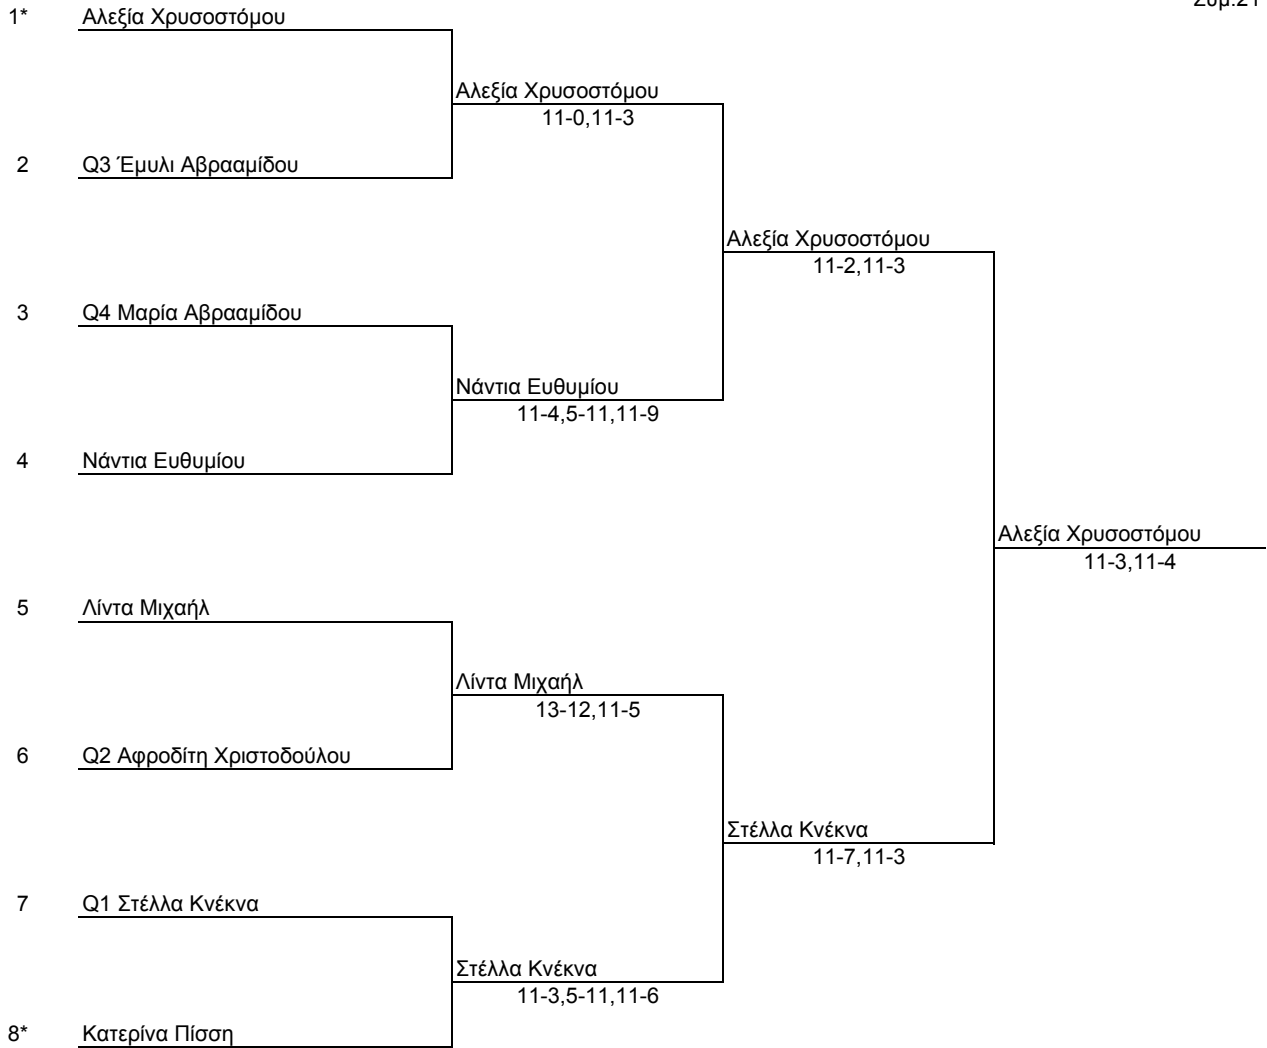 Συμ.21
1* Αλεξία Χρυσοστόμου
Αλεξία Χρυσοστόμου
11-0,11-3
2 Q3 Έμυλι Αβρααμίδου
Αλεξία Χρυσοστόμου
11-2,11-3
3 Q4 Μαρία Αβρααμίδου
Νάντια Ευθυμίου
11-4,5-11,11-9
4 Νάντια Ευθυμίου
Αλεξία Χρυσοστόμου
11-3,11-4
5 Λίντα Μιχαήλ
Λίντα Μιχαήλ
13-12,11-5
6 Q2 Αφροδίτη Χριστοδούλου
Στέλλα Κνέκνα
11-7,11-3
7 Q1 Στέλλα Κνέκνα
Στέλλα Κνέκνα
11-3,5-11,11-6
8* Κατερίνα Πίσση